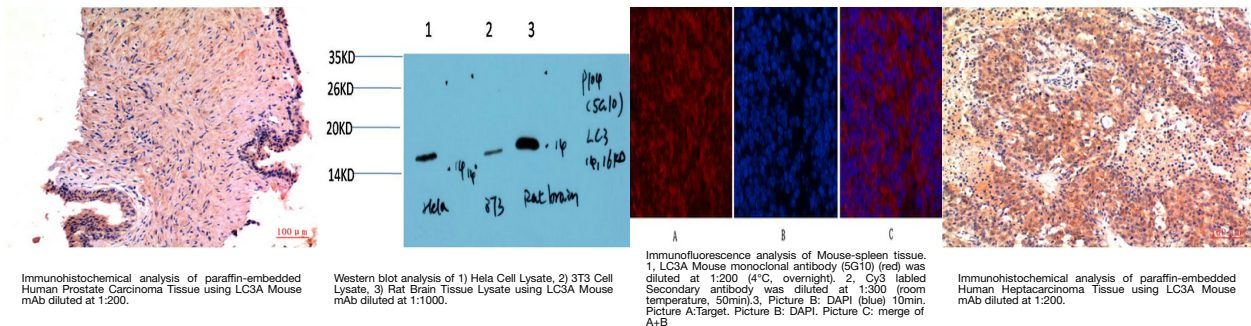 100 μm
Immunohistochemical analysis of paraffin-embedded
Human Prostate Carcinoma Tissue using LC3A Mouse
mAb diluted at 1:200.
1 2 3
35KD
26KD
20KD
14KD
(5G10)
LC3
14,16KD
14
14
14
Hela
3T3
Rat brain
Western blot analysis of 1) Hela Cell Lysate, 2) 3T3 Cell
Lysate, 3) Rat Brain Tissue Lysate using LC3A Mouse
mAb diluted at 1:1000.
A B C
Immunofluorescence analysis of Mouse-spleen tissue.
1, LC3A Mouse monoclonal antibody (5G10) (red) was
diluted at 1:200 (4°C, overnight). 2, Cy3 labled
Secondary antibody was diluted at 1:300 (room
temperature, 50min).3, Picture B: DAPI (blue) 10min.
Picture A:Target. Picture B: DAPI. Picture C: merge of
A+B
Immunohistochemical analysis of paraffin-embedded
Human Heptacarcinoma Tissue using LC3A Mouse
mAb diluted at 1:200.